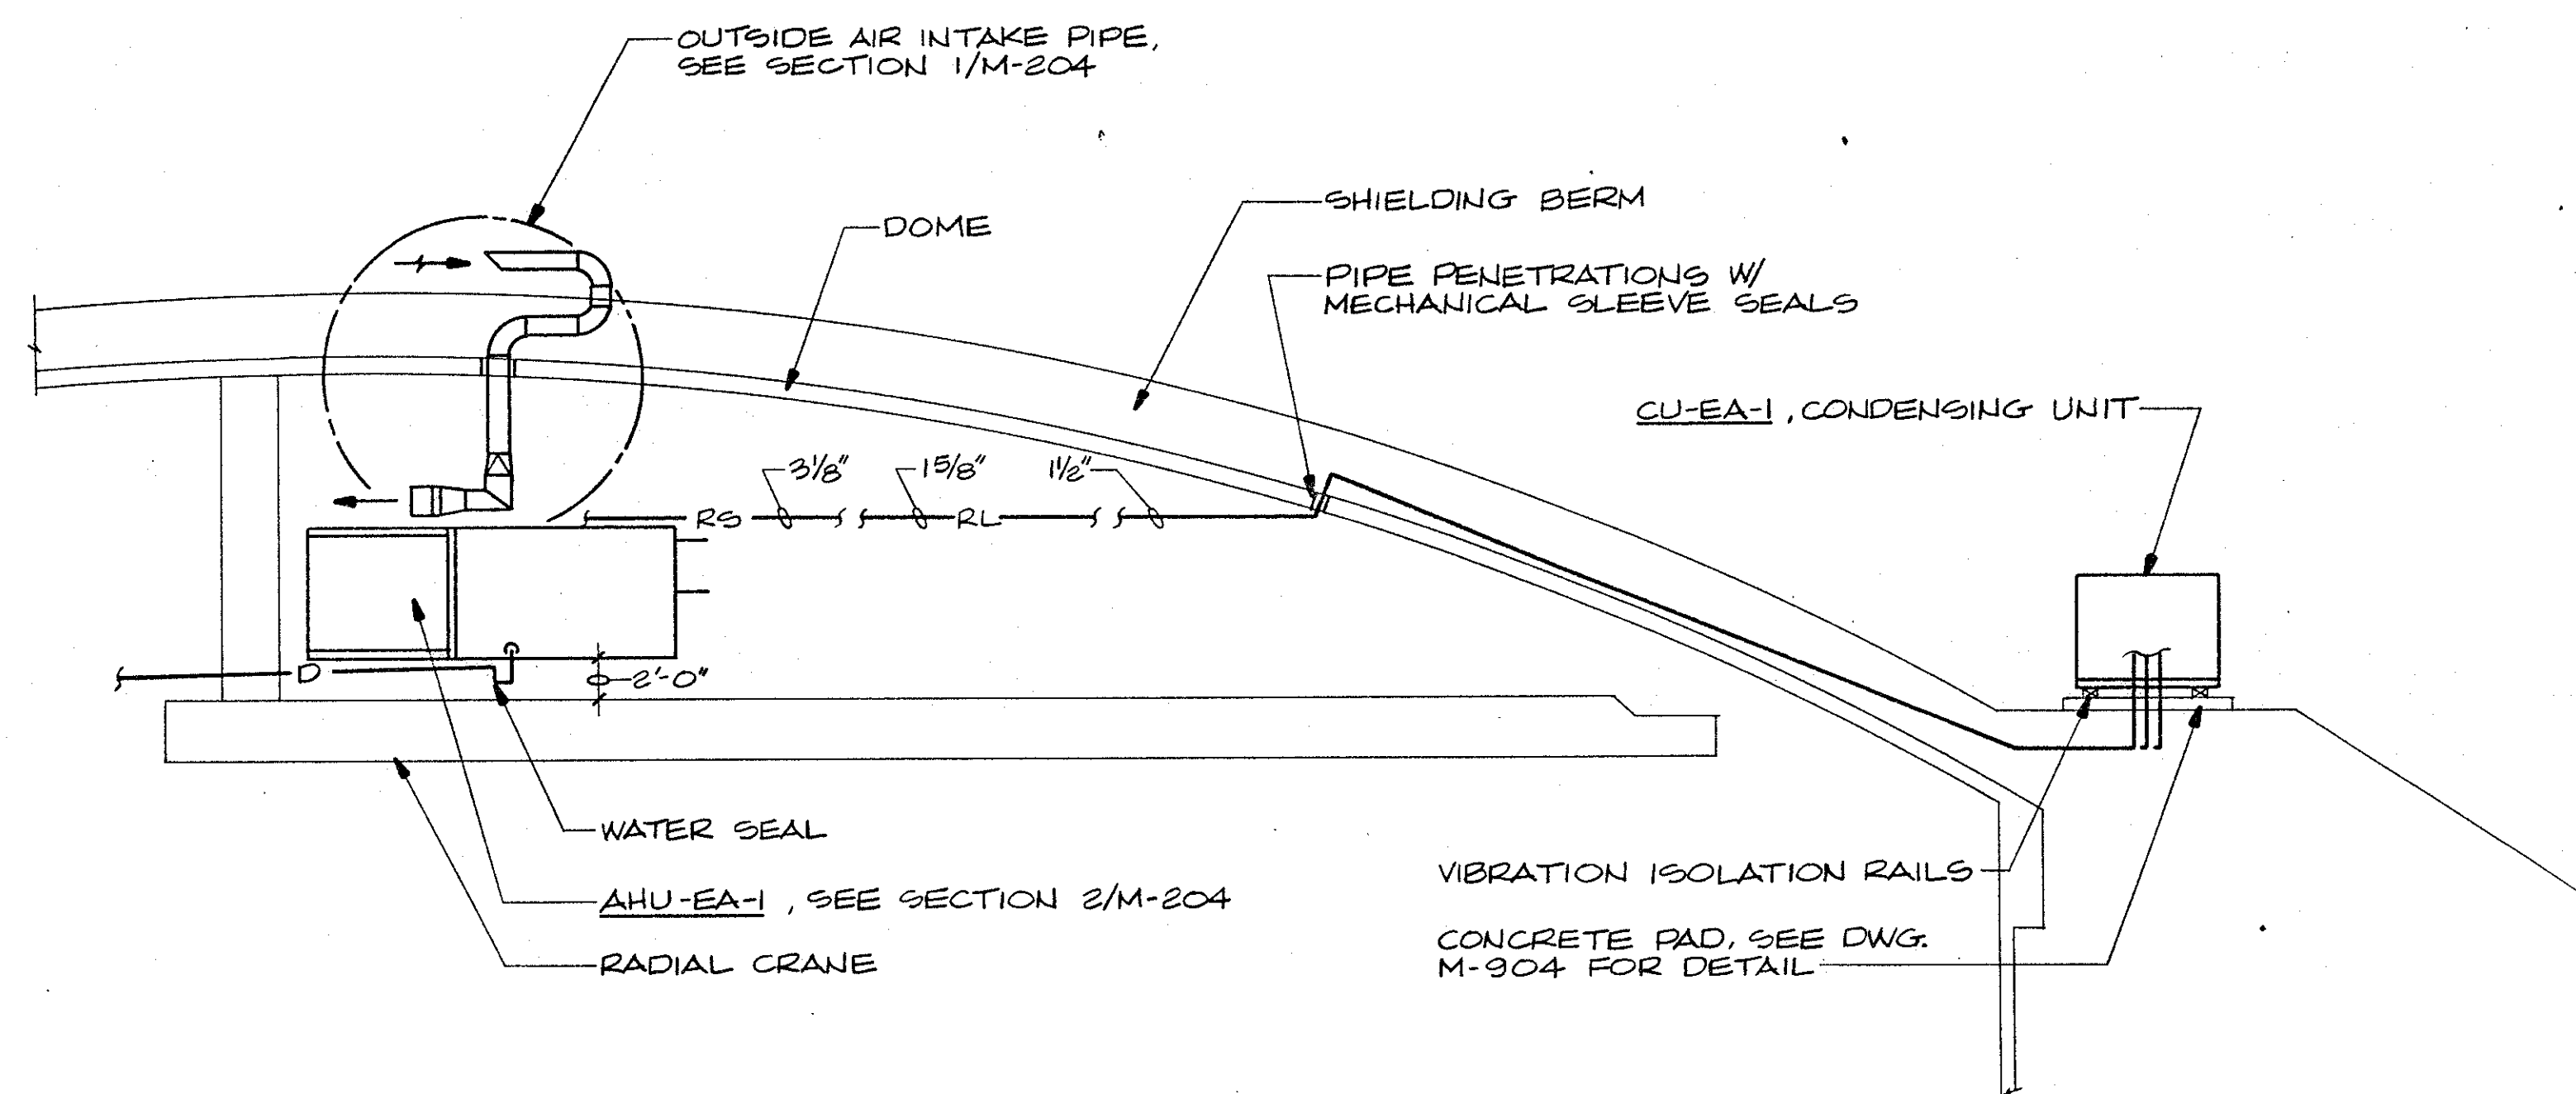 OUTSIDE AIR INTAKE PIPE,
SEE SECTION 1/M-204
SHIELDING BERM
DOME
PIPE PENETRATIONS W/
MECHANICAL SLEEVE SEALS
CU-EA-1, CONDENSING UNIT
3 1/8" 1 5/8" 1 1/2"
RS RL
D
2'-0"
WATER SEAL
AHU-EA-1, SEE SECTION 2/M-204
RADIAL CRANE
VIBRATION ISOLATION RAILS
CONCRETE PAD, SEE DWG.
M-904 FOR DETAIL